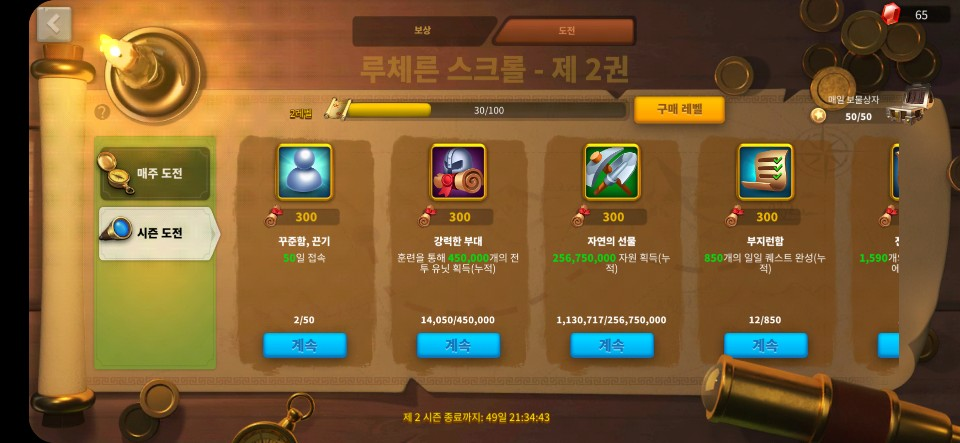 보상
도전
65
루체른 스크롤 - 제 2권
2레벨
30/100
구매 레벨
매일 보물상자
50/50
매주 도전
시즌 도전
300
꾸준함, 끈기
50일 접속
2/50
계속
300
강력한 부대
훈련을 통해 450,000개의 전
투 유닛 획득(누적)
14,050/450,000
계속
300
자연의 선물
256,750,000 자원 획득(누
적)
1,130,717/256,750,000
계속
300
부지런함
850개의 일일 퀘스트 완성(누
적)
12/850
계속
1,590개
제 2 시즌 종료까지: 49일 21:34:43